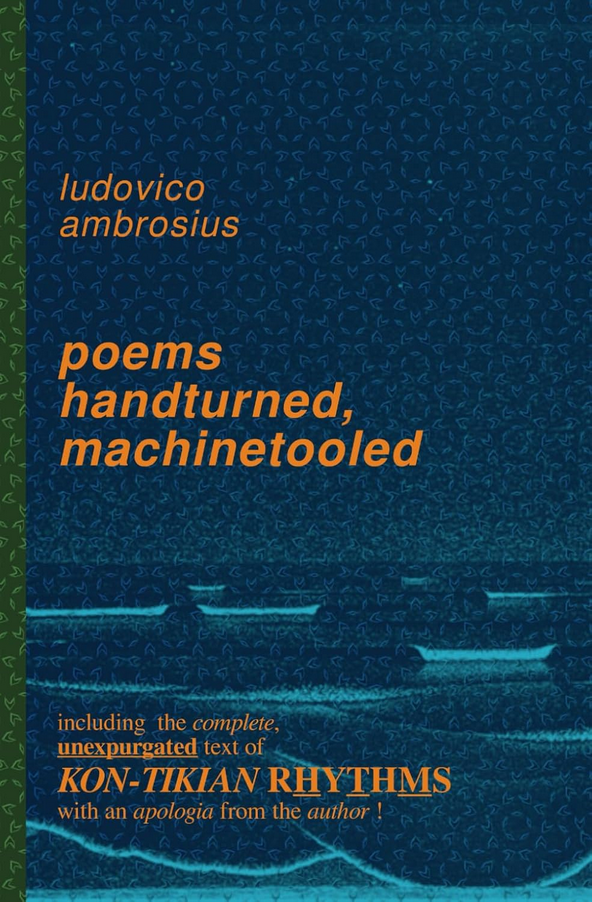 ludovico
ambrosius
poems
handturned,
machinetooled
including the complete,
unexpurgated text of
KON-TIKIAN RHYTHMS
with an apologia from the author !